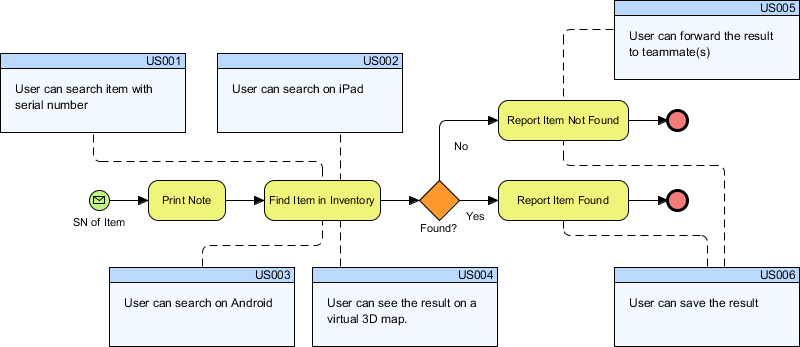 US005
User can forward the result
to teammate(s)
US001
User can search item with
serial number
US002
User can search on iPad
Report Item Not Found
No
SN of Item
Print Note
Find Item in Inventory
Found?
Yes
Report Item Found
US003
User can search on Android
US004
User can see the result on a
virtual 3D map.
US006
User can save the result